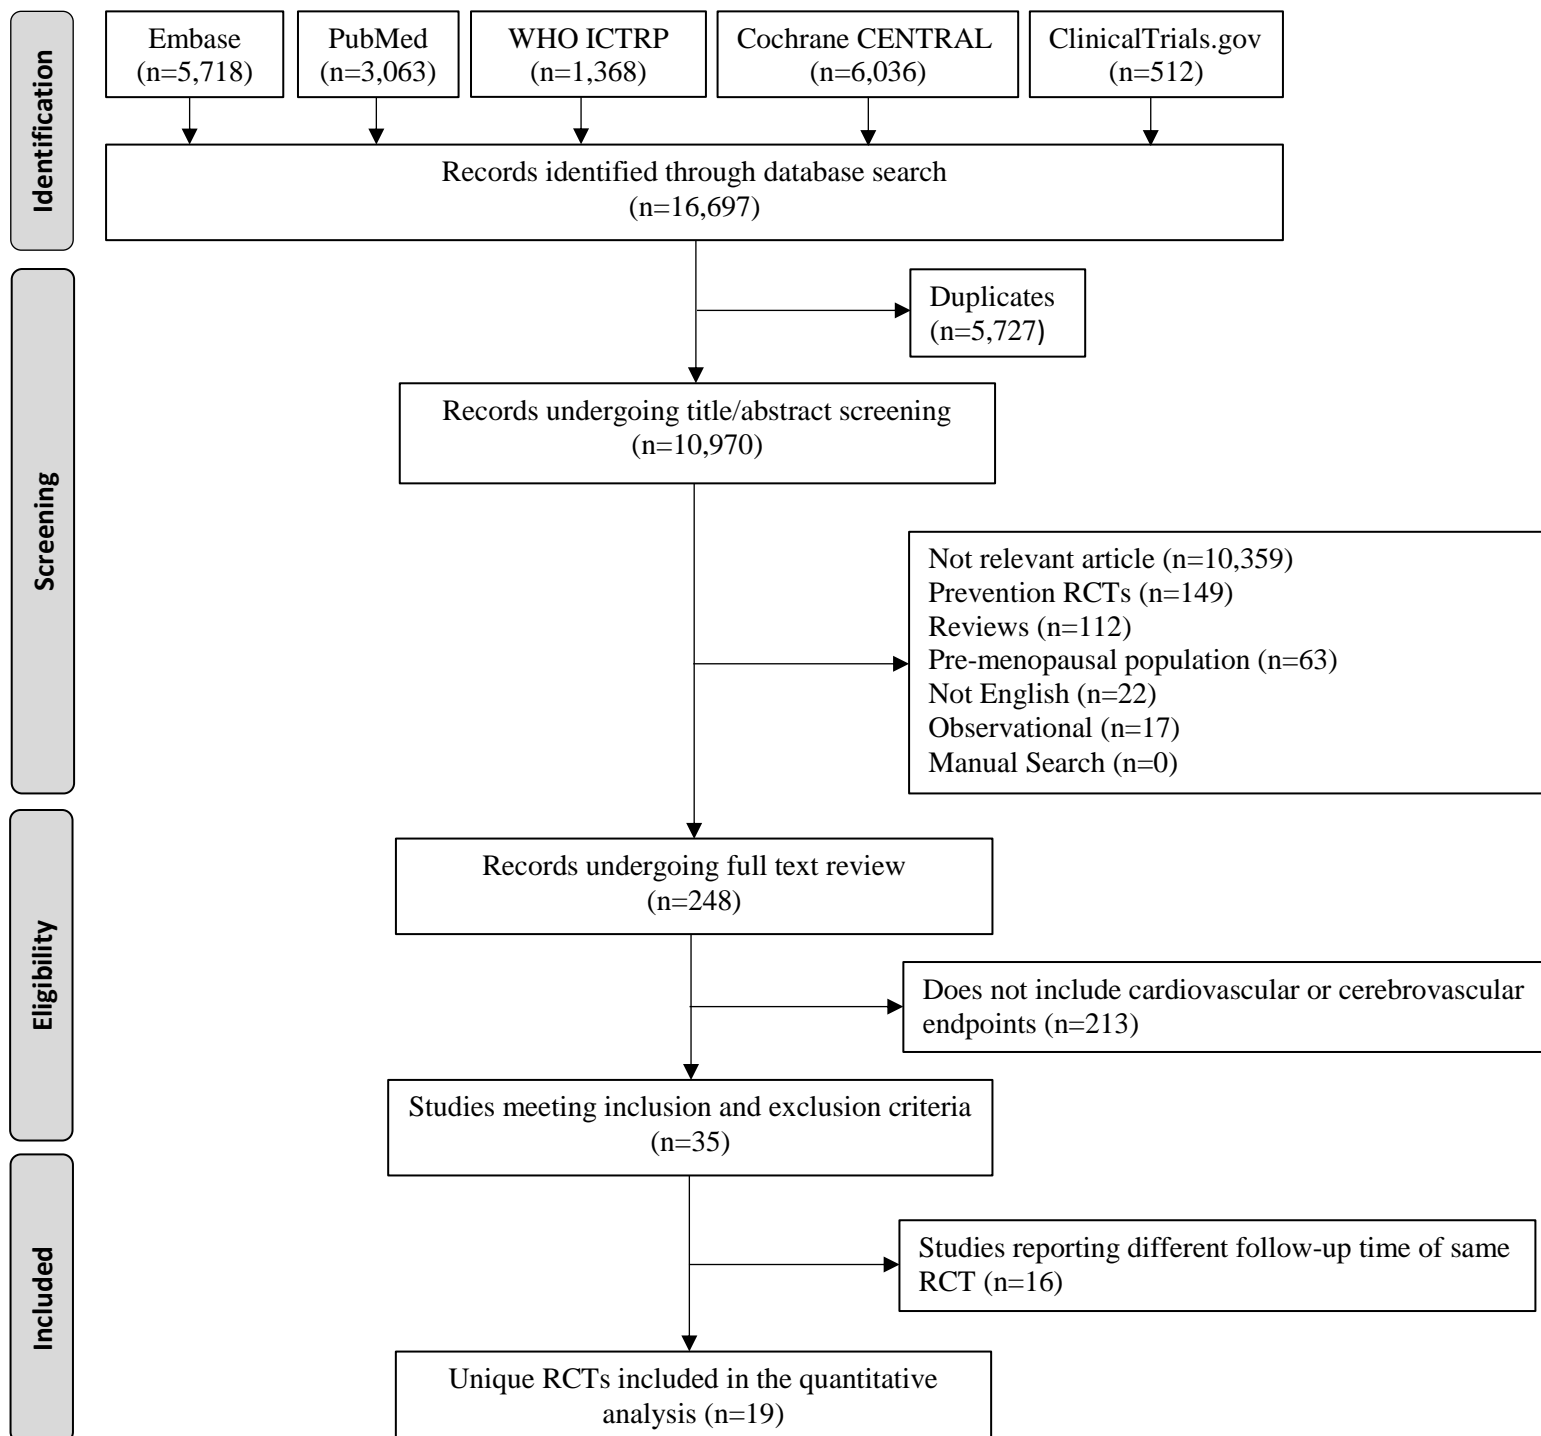 Identification
Embase
(n=5,718)
PubMed
(n=3,063)
WHO ICTRP
(n=1,368)
Cochrane CENTRAL
(n=6,036)
ClinicalTrials.gov
(n=512)
Records identified through database search
(n=16,697)
Screening
Duplicates
(n=5,727)
Records undergoing title/abstract screening
(n=10,970)
Not relevant article (n=10,359)
Prevention RCTs (n=149)
Reviews (n=112)
Pre-menopausal population (n=63)
Not English (n=22)
Observational (n=17)
Manual Search (n=0)
Eligibility
Records undergoing full text review
(n=248)
Does not include cardiovascular or cerebrovascular
endpoints (n=213)
Studies meeting inclusion and exclusion criteria
(n=35)
Included
Studies reporting different follow-up time of same
RCT (n=16)
Unique RCTs included in the quantitative
analysis (n=19)